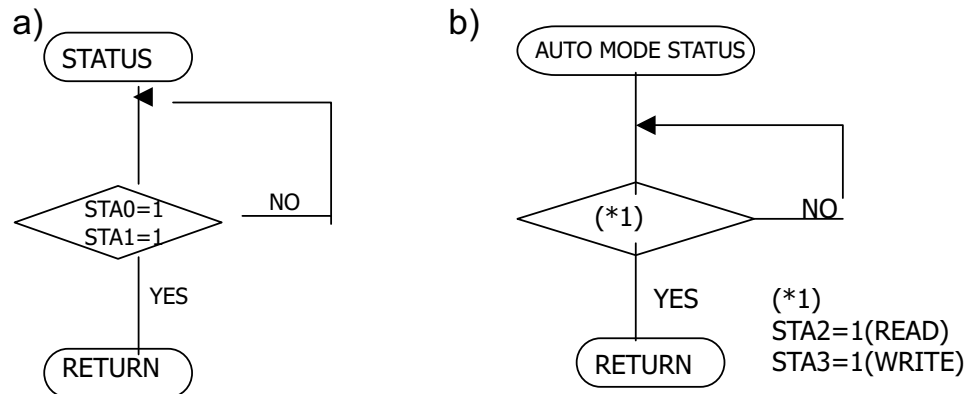 a)
STATUS
STA0=1
STA1=1
NO
YES
RETURN
b)
AUTO MODE STATUS
(*1)
NO
YES
RETURN
(*1)
STA2=1(READ)
STA3=1(WRITE)